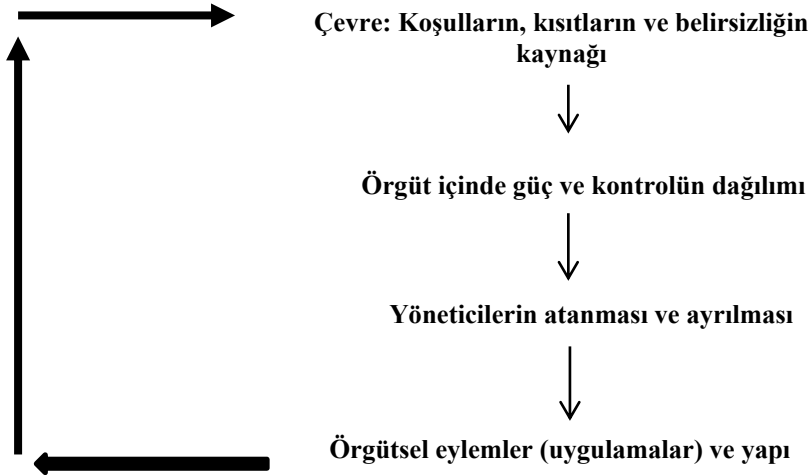 Çevre: Koşulların, kısıtların ve belirsizliğin
kaynağı
Örgüt içinde güç ve kontrolün dağılımı
Yöneticilerin atanması ve ayrılması
Örgütsel eylemler (uygulamalar) ve yapı